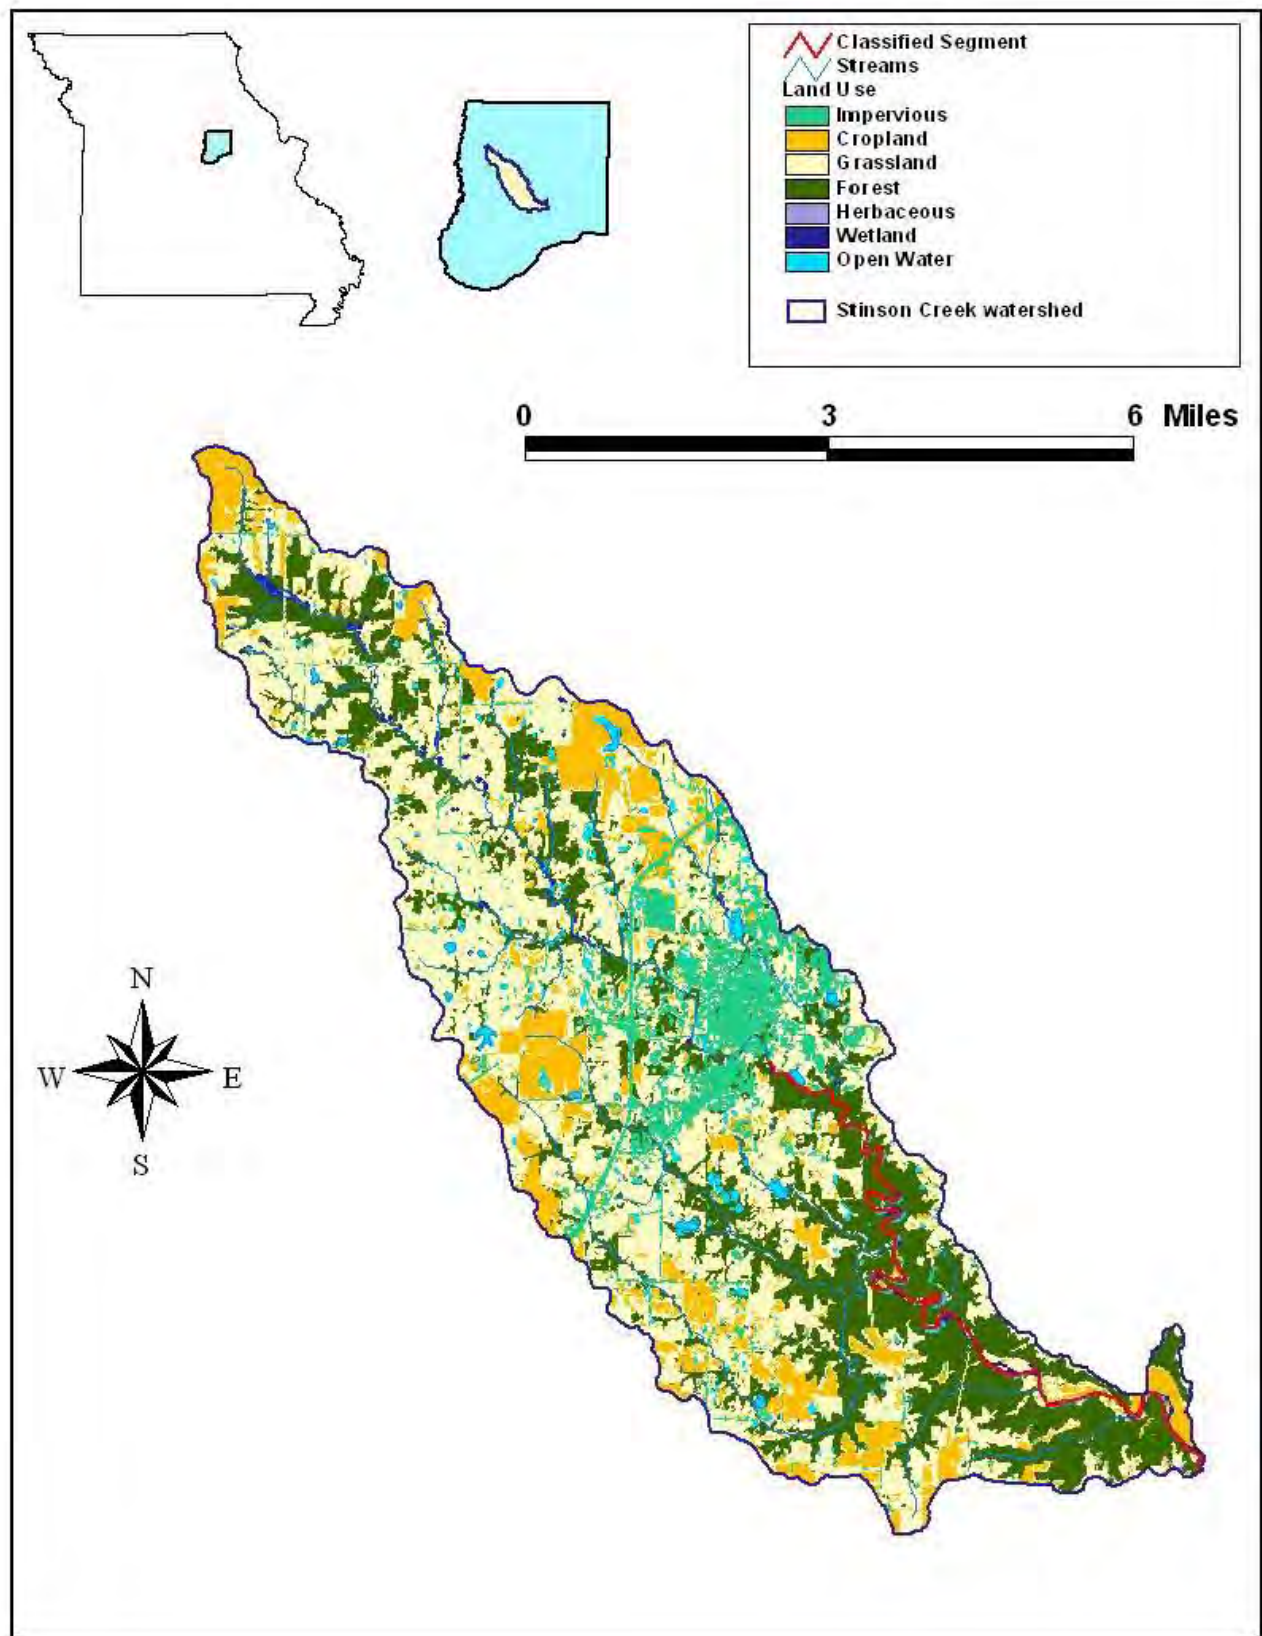 Classified Segment
Streams
Land Use
Impervious
Cropland
Grassland
Forest
Herbaceous
Wetland
Open Water
Stinson Creek watershed
0 3 6 Miles
N
W E
S